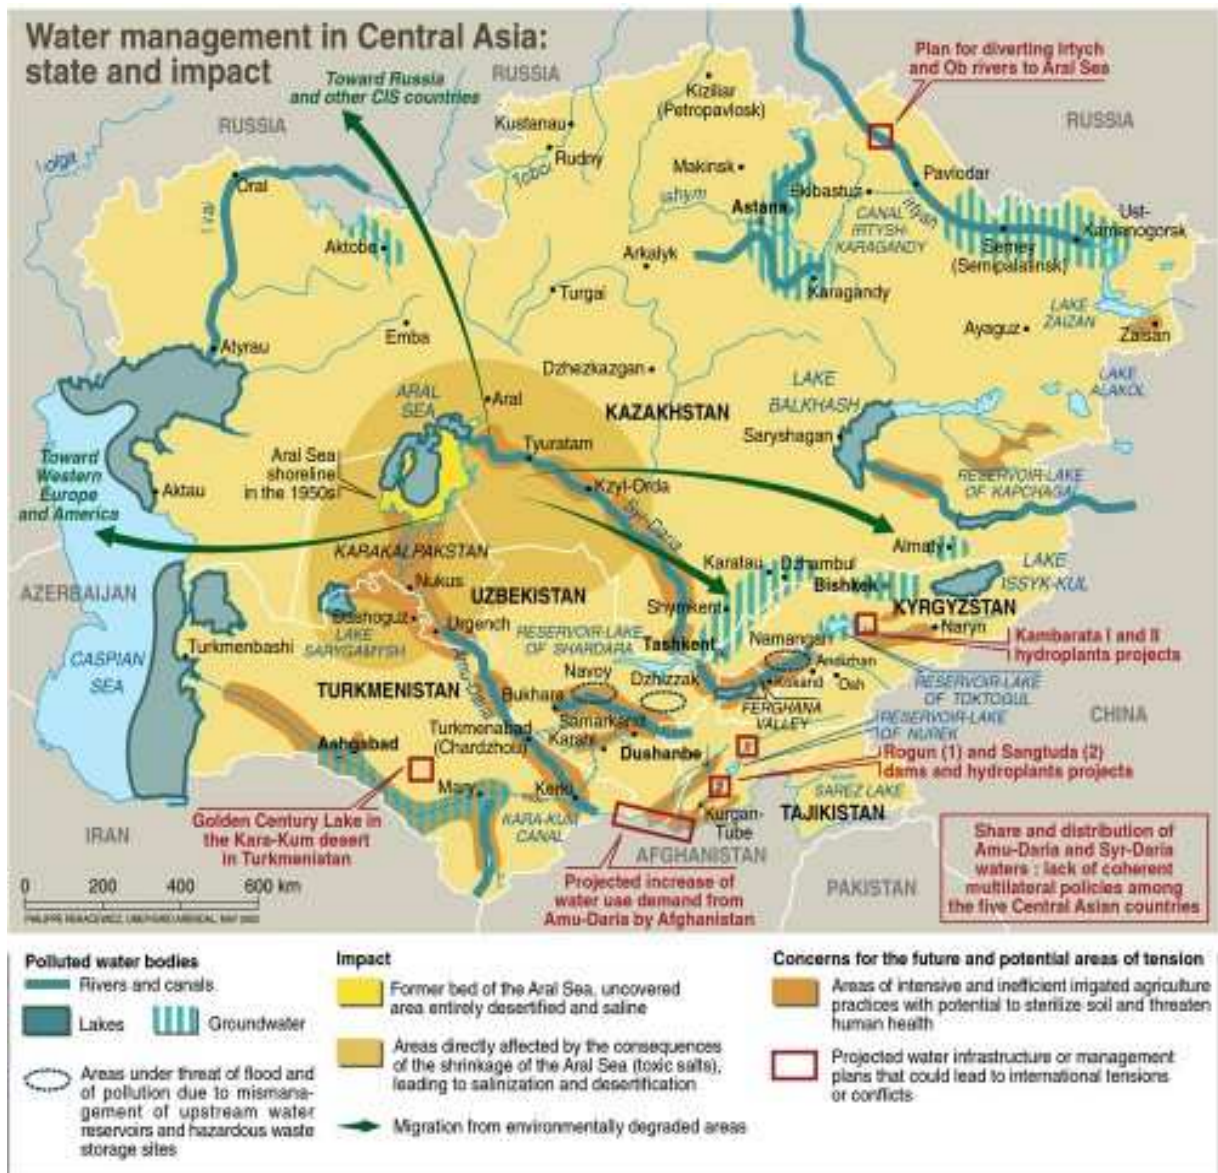 Water management in Central Asia:
state and impact
Toward Russia
and other CIS countries
RUSSIA
RUSSIA
Plan for diverting Irtych
and Ob rivers to Aral Sea
RUSSIA
Kiziliar
(Petropavlosk)
Kustanau
Rudny
Tobol
Makinsk
Ishym
Astana
Ekibastuz
Pavlodar
Irtysh
CANAL
IRTYSH-
KARAGANDY
Ust-
Kamanogorsk
Semey
(Semipalatinsk)
Oral
Aktobe
Arkalyk
Karagandy
Turgai
LAKE
ZAIZAN
Ayaguz
Zaisan
Emba
Atyrau
Dzhezkazgan
LAKE
BALKHASH
LAKE
ALAKOL
ARAL
SEA
Aral
KAZAKHSTAN
Saryshagan
Tyuratam
Aral Sea
shoreline
in the 1950s
Toward
Western
Europe
and America
Aktau
Kzyl-Orda
Syr-Daria
RESERVOIR-LAKE
OF KAPCHAGAI
Almaty
KARAKALPAKSTAN
Karatau
Dzhambul
Bishkek
LAKE
ISSYK-KUL
AZERBAIJAN
Nukus
UZBEKISTAN
Shymkent
KYRGYZSTAN
Dashoguz
Urgench
RESERVOIR-LAKE
OF SHARDARA
Tashkent
Namangan
Naryn
Kambarata I and II
hydroplants projects
LAKE
SARYGAMYSH
Turkmenbashi
CASPIAN
SEA
Amu-Daria
Navoy
Dzhizzak
Andizhan
Kokand
Osh
RESERVOIR-LAKE
OF TOKTOGUL
TURKMENISTAN
Bukhara
FERGHANA
VALLEY
CHINA
Samarkand
RESERVOIR-LAKE
OF NUREK
Turkmenabad
(Chardzhou)
Karshi
Dushanbe
Ashgabad
1
Rogun (1) and Sangtuda (2)
dams and hydroplants projects
Mary
Kerki
2
SAREZ LAKE
Golden Century Lake in
the Kara-Kum desert
in Turkmenistan
KARA-KUM
CANAL
Kurgan-
Tube
TAJIKISTAN
IRAN
AFGHANISTAN
PAKISTAN
Projected increase of
water use demand from
Amu-Daria by Afghanistan
Share and distribution of
Amu-Daria and Syr-Daria
waters : lack of coherent
multilateral policies among
the five Central Asian countries
0 200 400 600 km
Polluted water bodies
Rivers and canals
Lakes
Groundwater
Areas under threat of flood and
of pollution due to mismana-
gement of upstream water
reservoirs and hazardous waste
storage sites
Impact
Former bed of the Aral Sea, uncovered
area entirely desertified and saline
Areas directly affected by the consequences
of the shrinkage of the Aral Sea (toxic salts),
leading to salinization and desertification
Migration from environmentally degraded areas
Concerns for the future and potential areas of tension
Areas of intensive and inefficient irrigated agriculture
practices with potential to sterilize soil and threaten
human health
Projected water infrastructure or management
plans that could lead to international tensions
or conflicts